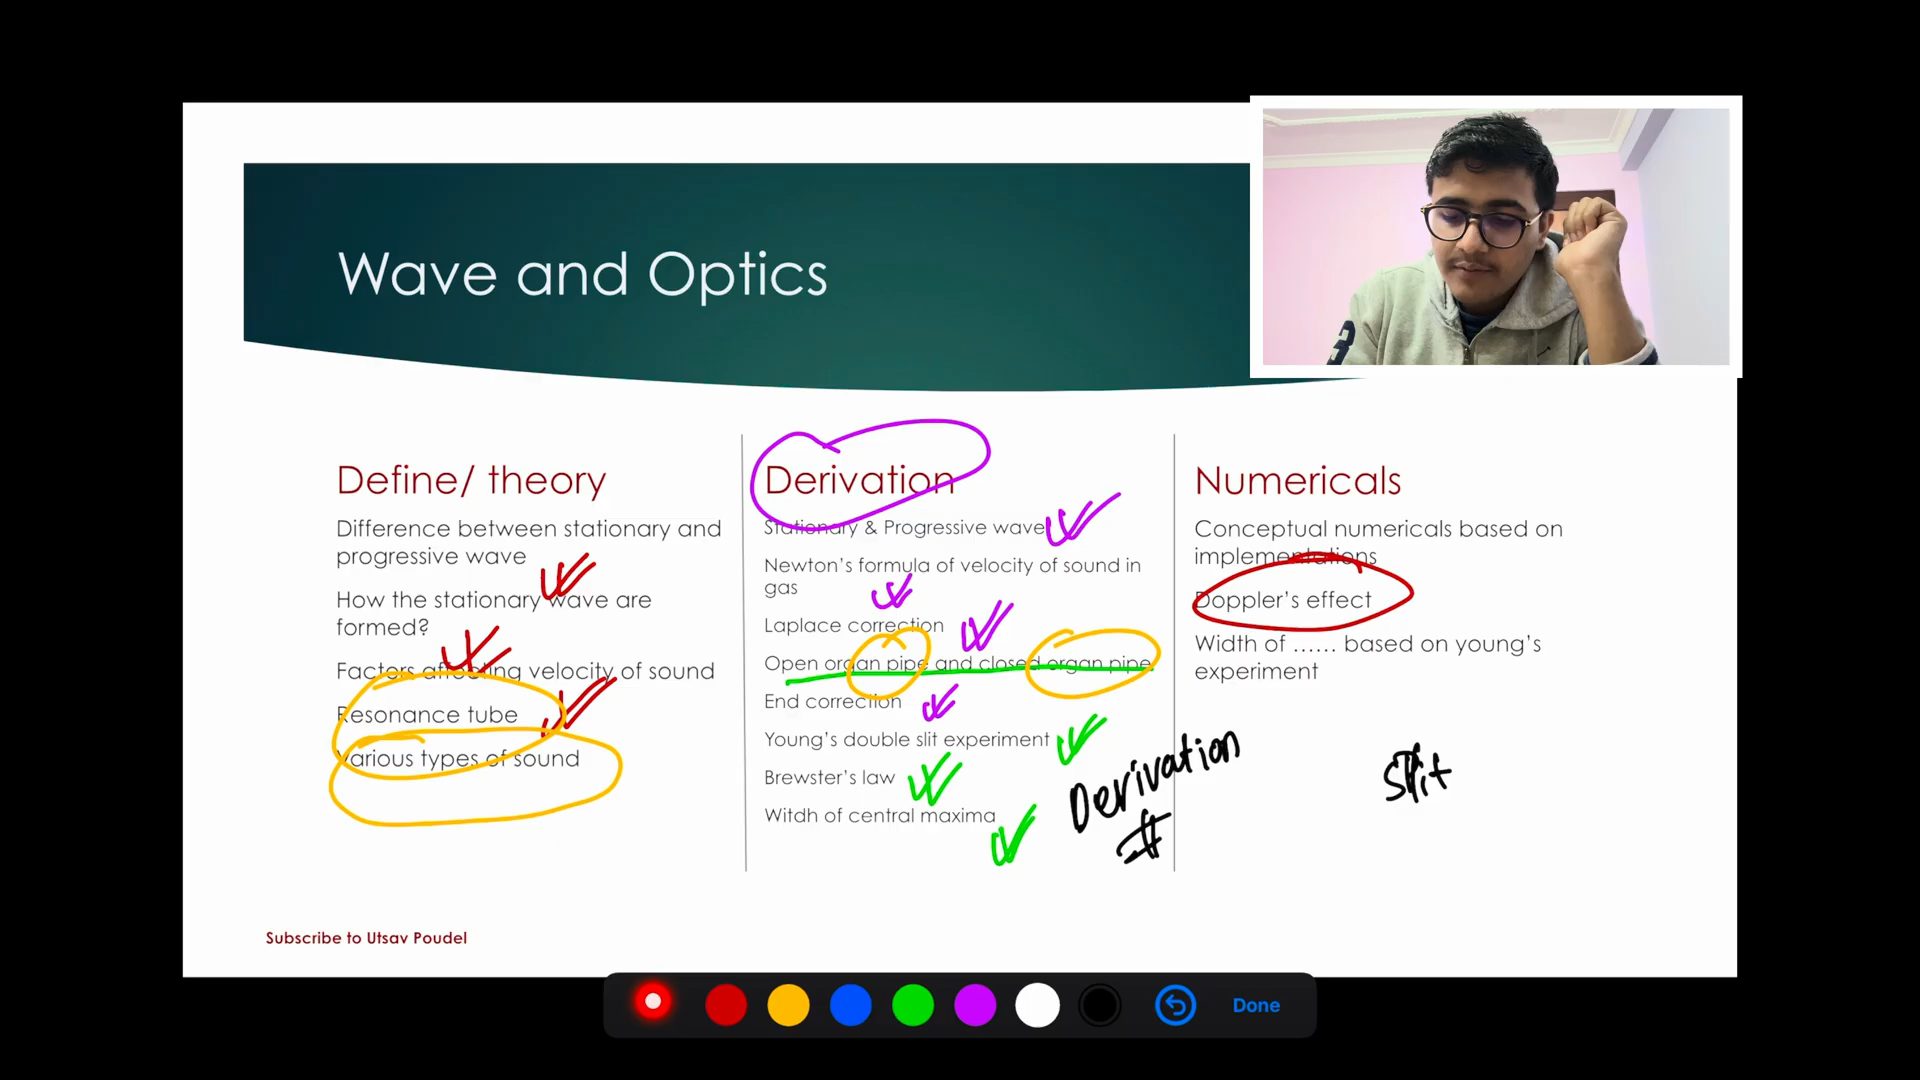 Wave and Optics
Define/ theory
Difference between stationary and
progressive wave
How the stationary wave are
formed?
Factors affecting velocity of sound
Resonance tube
Various types of sound
Derivation
Stationary & Progressive wave
Newton's formula of velocity of sound in
gas
Laplace correction
Open organ pipe and closed organ pipe
End correction
Young's double slit experiment
Brewster's law
Witdh of central maxima
Derivation
Numericals
Conceptual numericals based on
implementations
Doppler's effect
Width of ...... based on young's
experiment
Slit
3
Subscribe to Utsav Poudel
Done